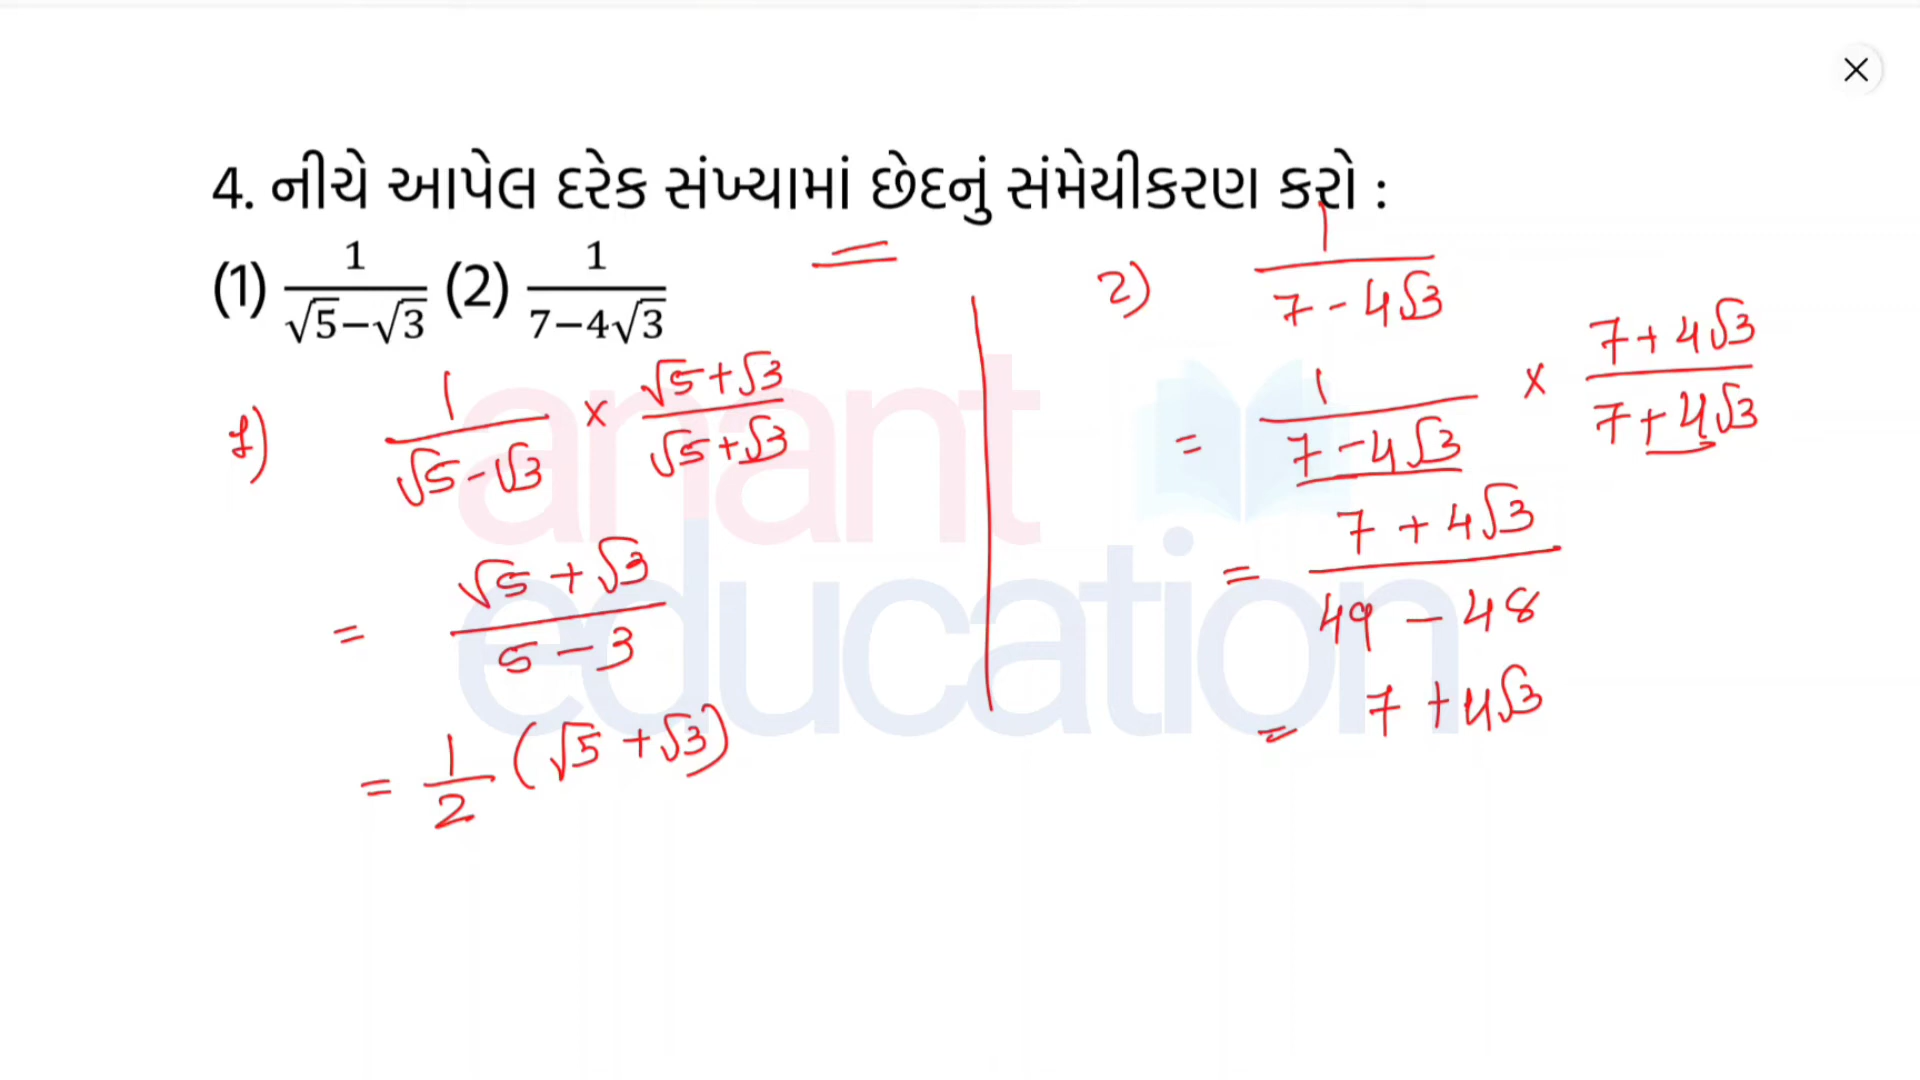 4. નીચે આપેલ દરેક સંખ્યામાં છેદનું સંમેયીકરણ કરો :
(1) 1/(√5−√3) (2) 1/(7−4√3)
1) 1/(√5-√3) × (√5+√3)/(√5+√3)
= (√5+√3)/(5-3)
= 1/2 (√5+√3)
2) 1/(7-4√3)
= 1/(7-4√3) × (7+4√3)/(7+4√3)
= (7+4√3)/(49-48)
= 7+4√3
anant
education